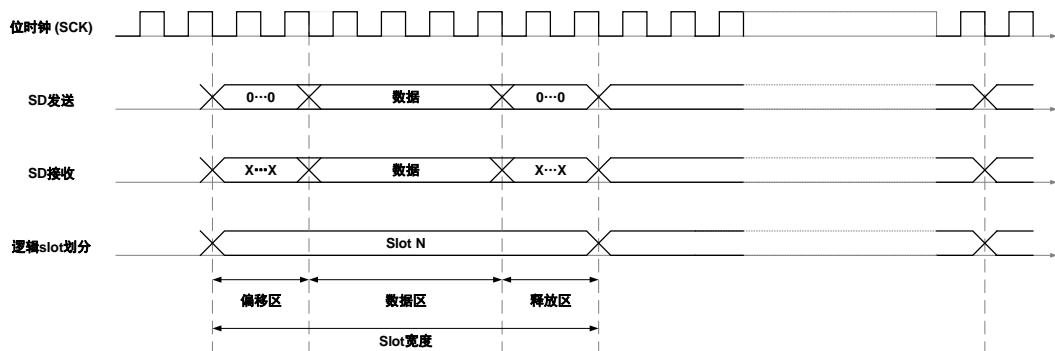 位时钟 (SCK)
SD发送
0…0
数据
0…0
SD接收
X…X
数据
X…X
逻辑slot划分
Slot N
偏移区
数据区
释放区
Slot宽度